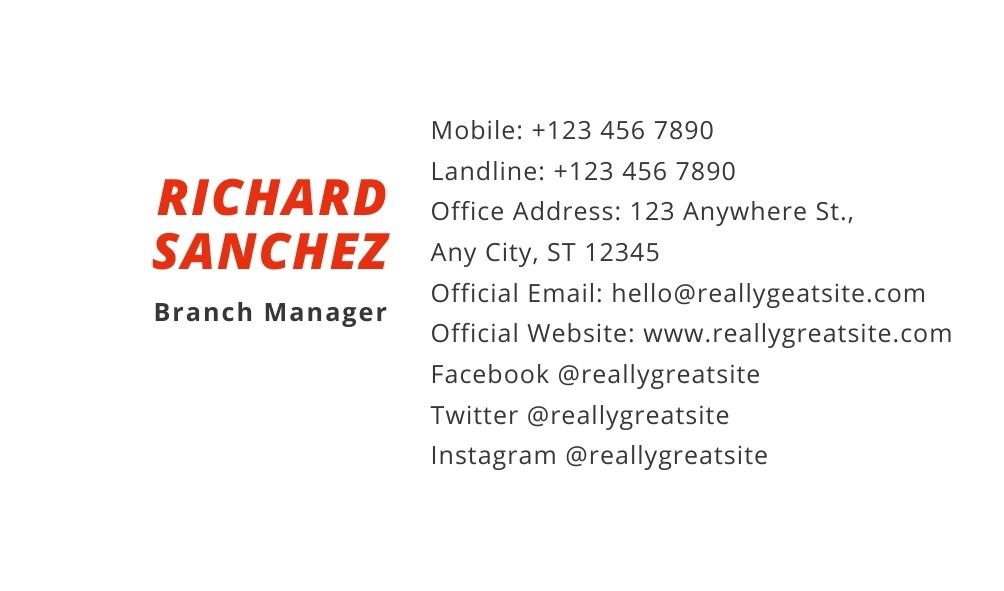 RICHARD
SANCHEZ
Branch Manager
Mobile: +123 456 7890
Landline: +123 456 7890
Office Address: 123 Anywhere St.,
Any City, ST 12345
Official Email: hello@reallygeatsite.com
Official Website: www.reallygreatsite.com
Facebook @reallygreatsite
Twitter @reallygreatsite
Instagram @reallygreatsite